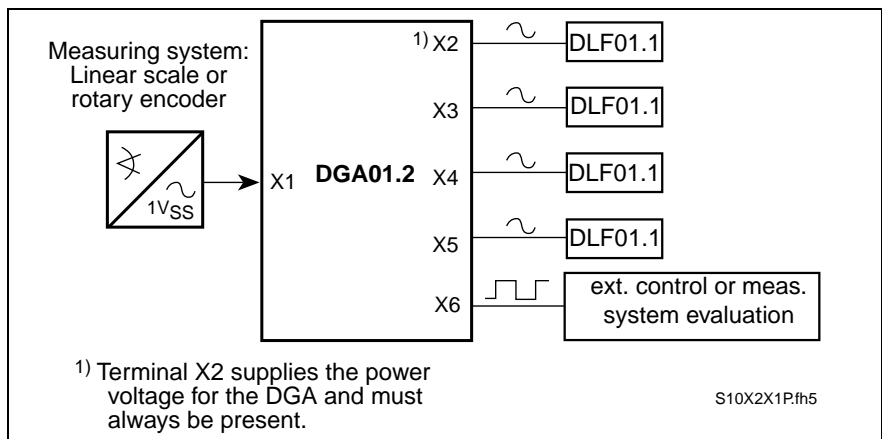 Measuring system:
Linear scale or
rotary encoder
1VSS
X1
DGA01.2
1) X2
DLF01.1
X3
DLF01.1
X4
DLF01.1
X5
DLF01.1
X6
ext. control or meas.
system evaluation
1) Terminal X2 supplies the power
voltage for the DGA and must
always be present.
S10X2X1P.fh5